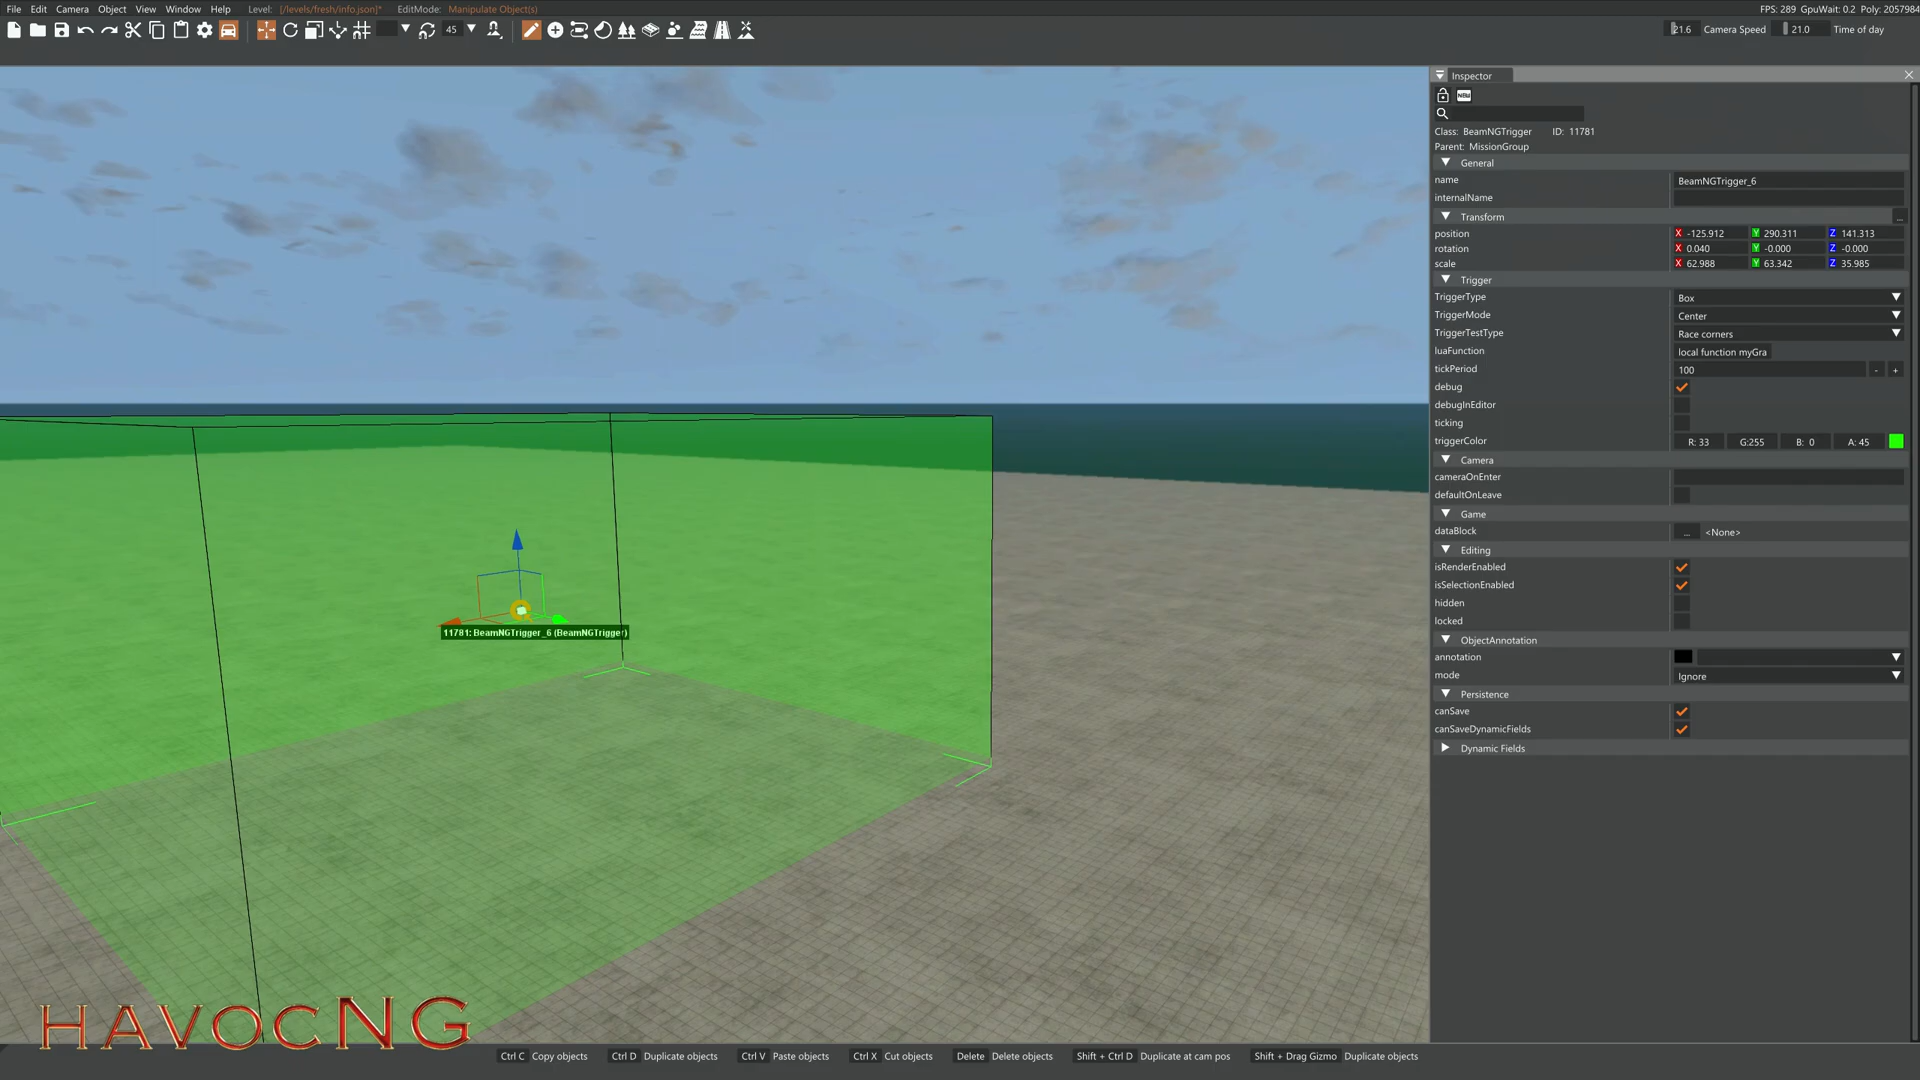 File Edit Camera Object View Window Help Level: [/levels/fresh/info.json]* EditMode: Manipulate Object(s) FPS: 289 GpuWait: 0.2 Poly: 2057984
45 21.6 Camera Speed 21.0 Time of day
Inspector
NEW
Class: BeamNGTrigger ID: 11781
Parent: MissionGroup
General
name BeamNGTrigger_6
internalName
Transform ...
position X -125.912 Y 290.311 Z 141.313
rotation X 0.040 Y -0.000 Z -0.000
scale X 62.988 Y 63.342 Z 35.985
Trigger
TriggerType Box
TriggerMode Center
TriggerTestType Race corners
luaFunction local function myGra
tickPeriod 100 - +
debug
debugInEditor
ticking
triggerColor R: 33 G:255 B: 0 A: 45
Camera
cameraOnEnter
defaultOnLeave
Game
dataBlock ... <None>
Editing
isRenderEnabled
isSelectionEnabled
hidden
locked
ObjectAnnotation
annotation
mode Ignore
Persistence
canSave
canSaveDynamicFields
Dynamic Fields
11781: BeamNGTrigger_6 (BeamNGTrigger)
HAVOCNG
Ctrl C Copy objects Ctrl D Duplicate objects Ctrl V Paste objects Ctrl X Cut objects Delete Delete objects Shift + Ctrl D Duplicate at cam pos Shift + Drag Gizmo Duplicate objects